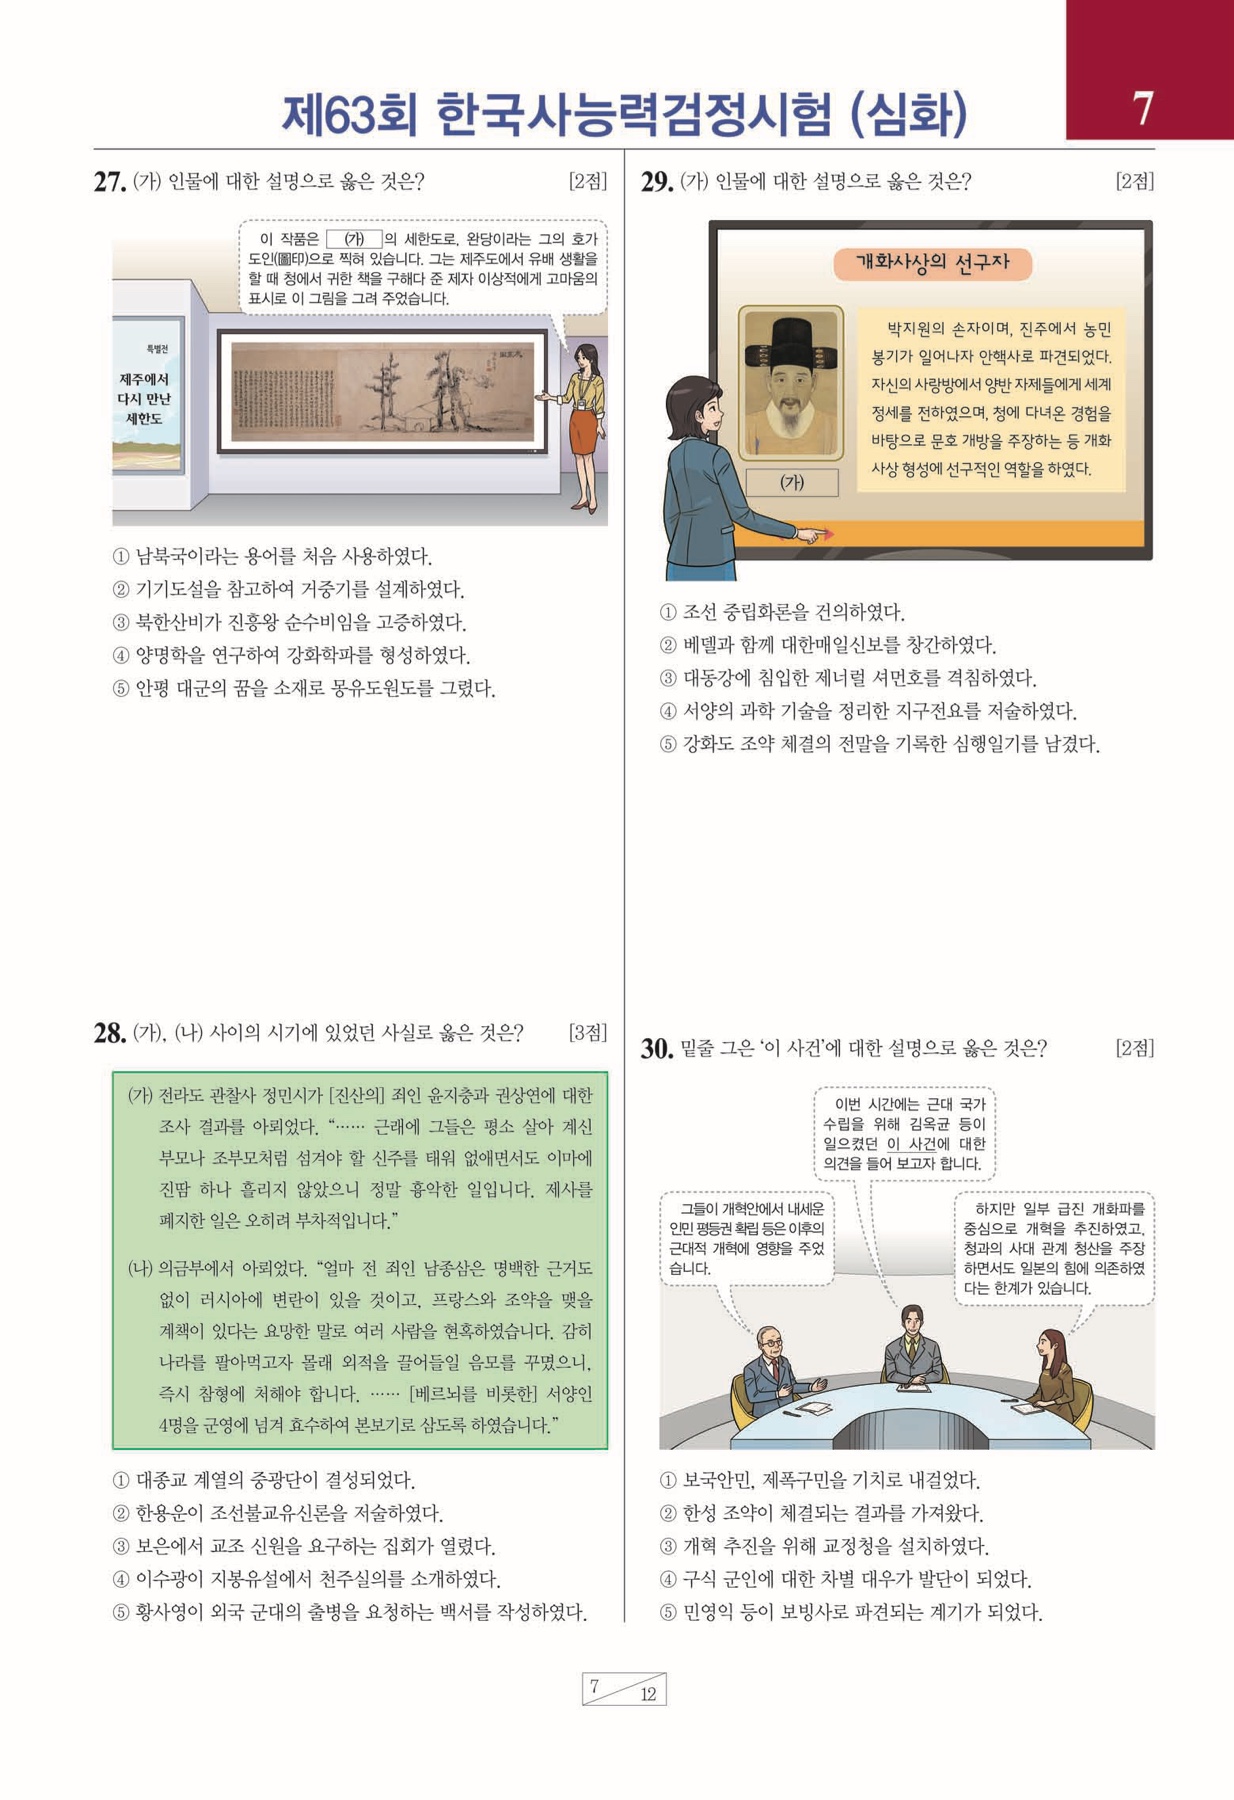 제63회 한국사능력검정시험 (심화)
7
27. (가) 인물에 대한 설명으로 옳은 것은? [2점]
이 작품은 (가) 의 세한도로, 완당이라는 그의 호가
도인(圖印)으로 찍혀 있습니다. 그는 제주도에서 유배 생활을
할 때 청에서 귀한 책을 구해다 준 제자 이상적에게 고마움의
표시로 이 그림을 그려 주었습니다.
특별전
제주에서
다시 만난
세한도
① 남북국이라는 용어를 처음 사용하였다.
② 기기도설을 참고하여 거중기를 설계하였다.
③ 북한산비가 진흥왕 순수비임을 고증하였다.
④ 양명학을 연구하여 강화학파를 형성하였다.
⑤ 안평 대군의 꿈을 소재로 몽유도원도를 그렸다.
28. (가), (나) 사이의 시기에 있었던 사실로 옳은 것은? [3점]
(가) 전라도 관찰사 정민시가 [진산의] 죄인 윤지충과 권상연에 대한
조사 결과를 아뢰었다. “…… 근래에 그들은 평소 살아 계신
부모나 조부모처럼 섬겨야 할 신주를 태워 없애면서도 이마에
진땀 하나 흘리지 않았으니 정말 흉악한 일입니다. 제사를
폐지한 일은 오히려 부차적입니다.”
(나) 의금부에서 아뢰었다. “얼마 전 죄인 남종삼은 명백한 근거도
없이 러시아에 변란이 있을 것이고, 프랑스와 조약을 맺을
계책이 있다는 요망한 말로 여러 사람을 현혹하였습니다. 감히
나라를 팔아먹고자 몰래 외적을 끌어들일 음모를 꾸몄으니,
즉시 참형에 처해야 합니다. …… [베르뇌를 비롯한] 서양인
4명을 군영에 넘겨 효수하여 본보기로 삼도록 하였습니다.”
① 대종교 계열의 중광단이 결성되었다.
② 한용운이 조선불교유신론을 저술하였다.
③ 보은에서 교조 신원을 요구하는 집회가 열렸다.
④ 이수광이 지봉유설에서 천주실의를 소개하였다.
⑤ 황사영이 외국 군대의 출병을 요청하는 백서를 작성하였다.
29. (가) 인물에 대한 설명으로 옳은 것은? [2점]
개화사상의 선구자
박지원의 손자이며, 진주에서 농민
봉기가 일어나자 안핵사로 파견되었다.
자신의 사랑방에서 양반 자제들에게 세계
정세를 전하였으며, 청에 다녀온 경험을
바탕으로 문호 개방을 주장하는 등 개화
사상 형성에 선구적인 역할을 하였다.
(가)
① 조선 중립화론을 건의하였다.
② 베델과 함께 대한매일신보를 창간하였다.
③ 대동강에 침입한 제너럴 셔먼호를 격침하였다.
④ 서양의 과학 기술을 정리한 지구전요를 저술하였다.
⑤ 강화도 조약 체결의 전말을 기록한 심행일기를 남겼다.
30. 밑줄 그은 ‘이 사건’에 대한 설명으로 옳은 것은? [2점]
이번 시간에는 근대 국가
수립을 위해 김옥균 등이
일으켰던 이 사건에 대한
의견을 들어 보고자 합니다.
그들이 개혁안에서 내세운
인민 평등권 확립 등은 이후의
근대적 개혁에 영향을 주었
습니다.
하지만 일부 급진 개화파를
중심으로 개혁을 추진하였고,
청과의 사대 관계 청산을 주장
하면서도 일본의 힘에 의존하였
다는 한계가 있습니다.
① 보국안민, 제폭구민을 기치로 내걸었다.
② 한성 조약이 체결되는 결과를 가져왔다.
③ 개혁 추진을 위해 교정청을 설치하였다.
④ 구식 군인에 대한 차별 대우가 발단이 되었다.
⑤ 민영익 등이 보빙사로 파견되는 계기가 되었다.
7
12